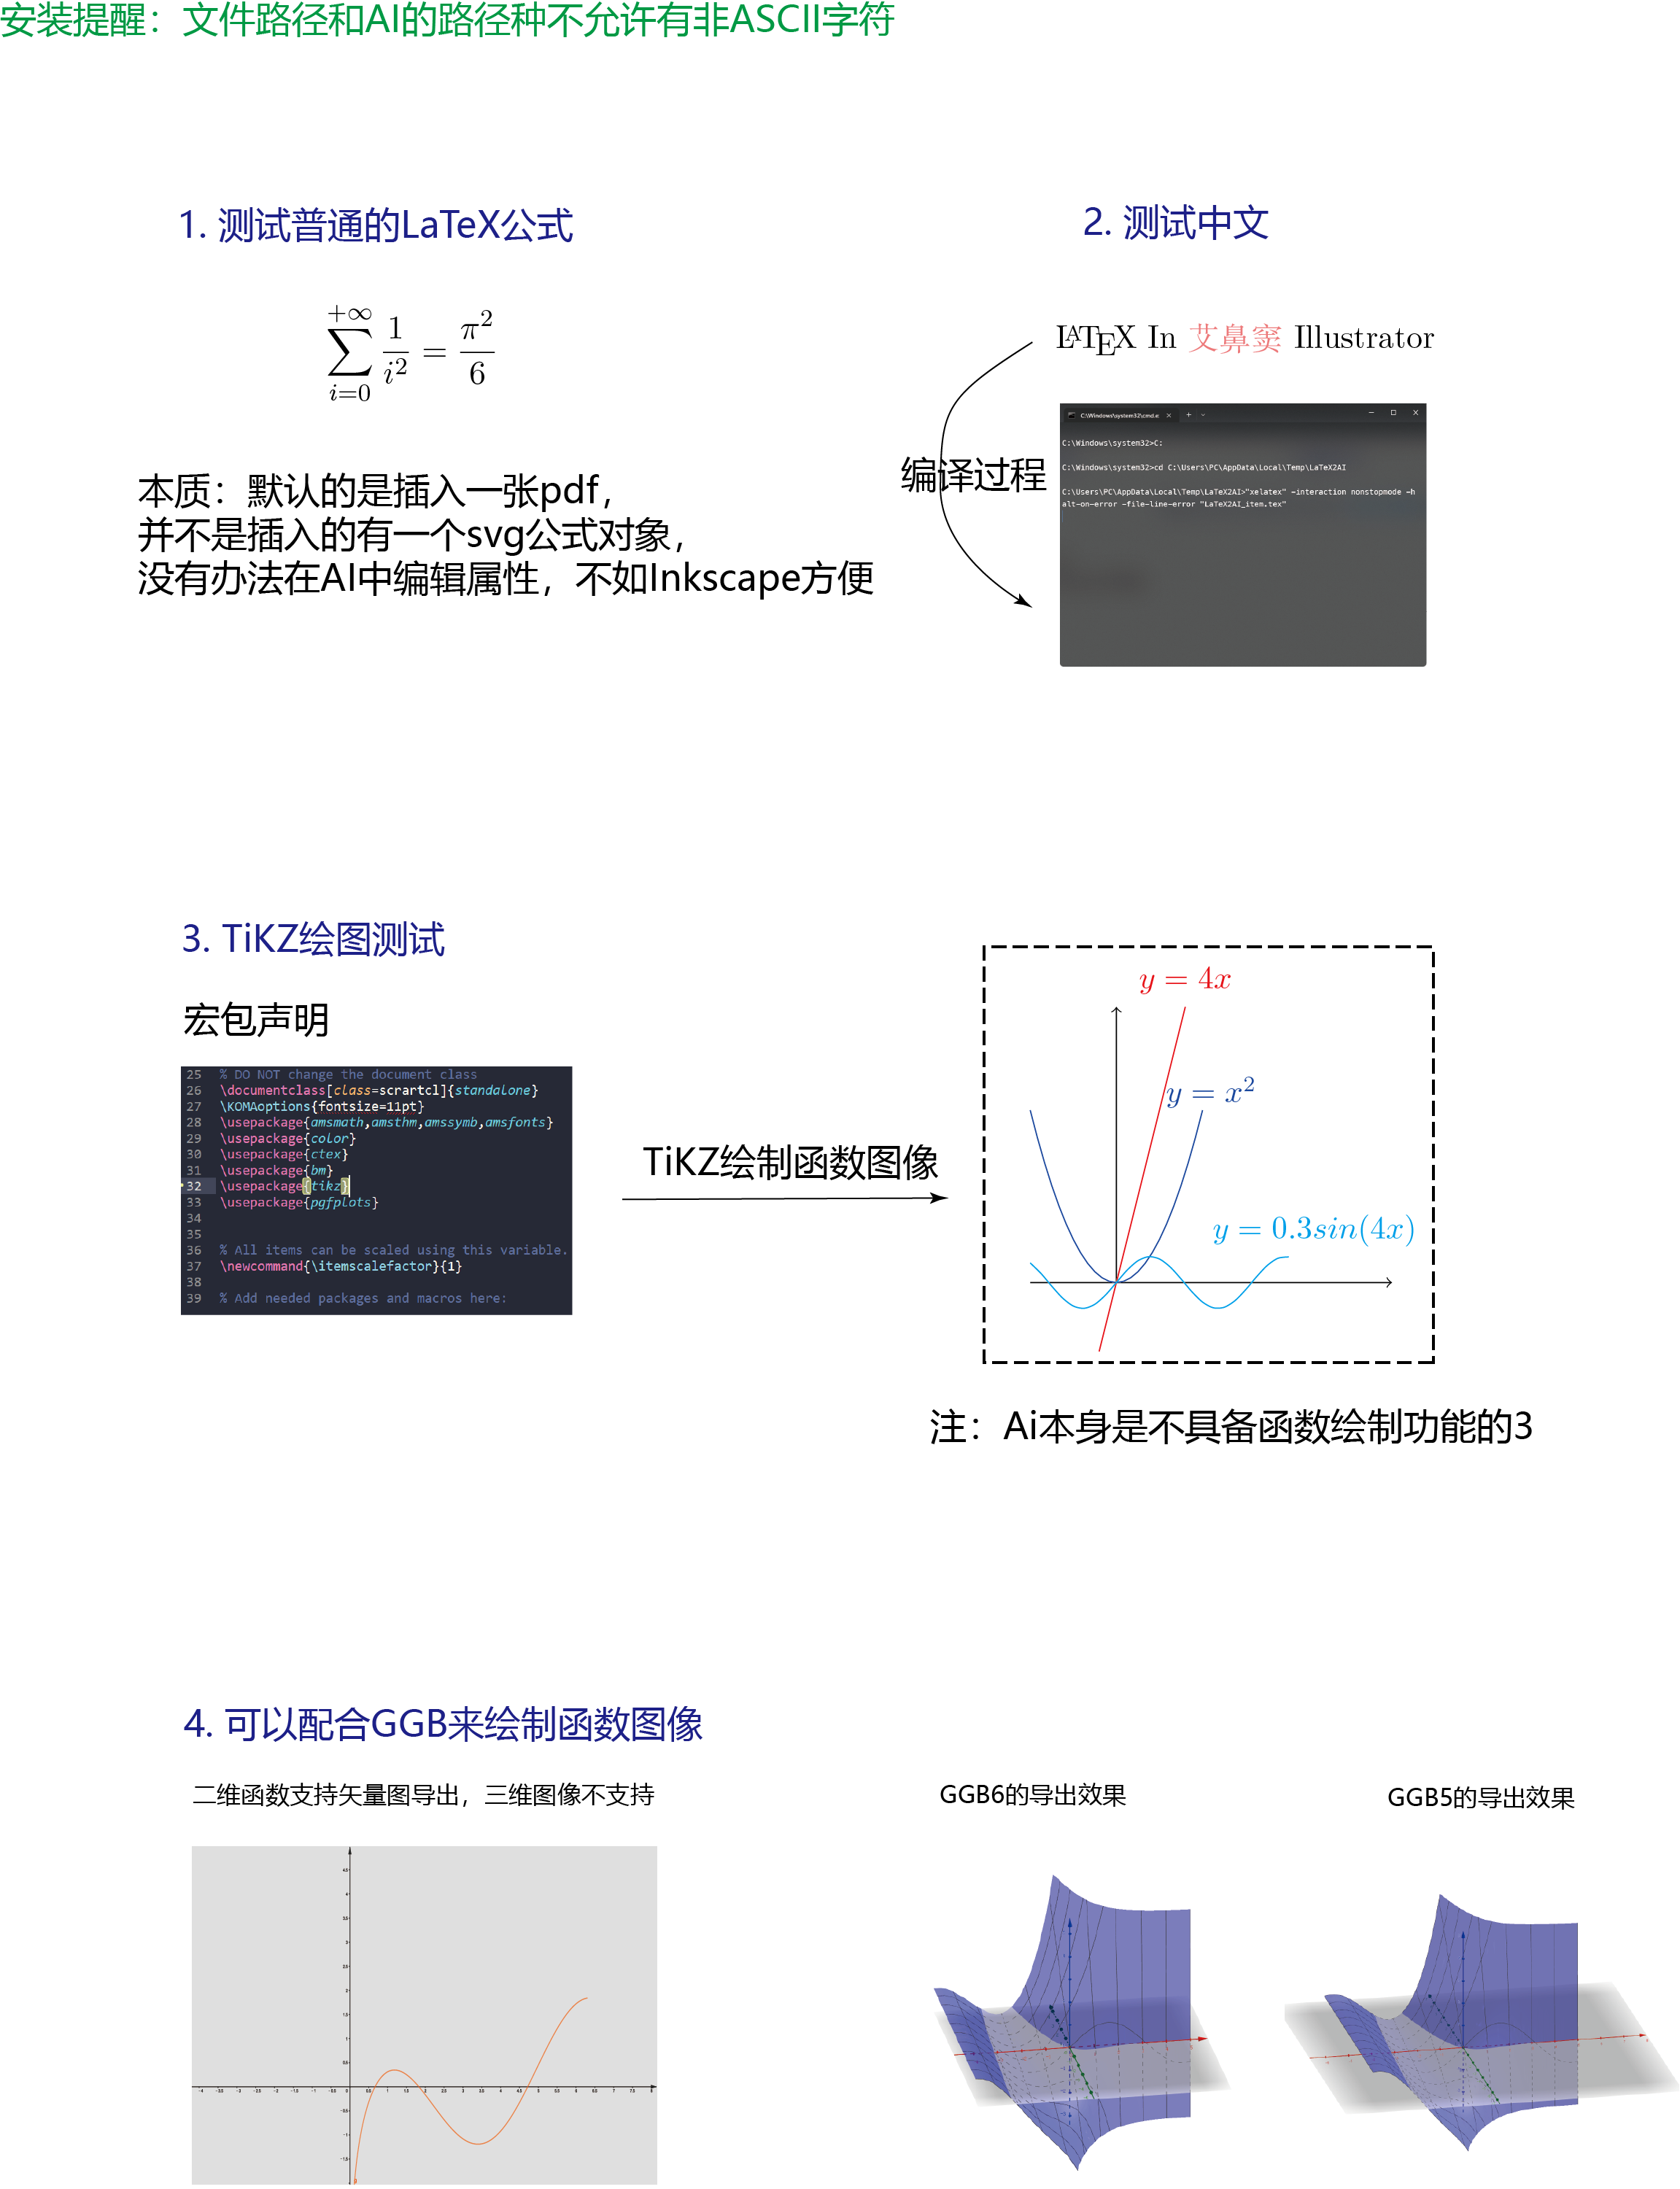 安装提醒：文件路径和AI的路径种不允许有非ASCII字符
1. 测试普通的LaTeX公式
+∞
∑ 1/i² = π²/6
i=0
本质：默认的是插入一张pdf，
并不是插入的有一个svg公式对象，
没有办法在AI中编辑属性，不如Inkscape方便
2. 测试中文
LATEX In 艾鼻窦 Illustrator
编译过程
C:\Windows\system32\cmd.e
C:\Windows\system32>C:
C:\Windows\system32>cd C:\Users\PC\AppData\Local\Temp\LaTeX2AI
C:\Users\PC\AppData\Local\Temp\LaTeX2AI>"xelatex" -interaction nonstopmode -h
alt-on-error -file-line-error "LaTeX2AI_item.tex"
3. TiKZ绘图测试
宏包声明
25 % DO NOT change the document class
26 \documentclass[class=scrartcl]{standalone}
27 \KOMAoptions{fontsize=11pt}
28 \usepackage{amsmath,amsthm,amssymb,amsfonts}
29 \usepackage{color}
30 \usepackage{ctex}
31 \usepackage{bm}
32 \usepackage{tikz}
33 \usepackage{pgfplots}
34
35
36 % All items can be scaled using this variable.
37 \newcommand{\itemscalefactor}{1}
38
39 % Add needed packages and macros here:
TiKZ绘制函数图像
y = 4x
y = x²
y = 0.3sin(4x)
注：Ai本身是不具备函数绘制功能的3
4. 可以配合GGB来绘制函数图像
二维函数支持矢量图导出，三维图像不支持
GGB6的导出效果
GGB5的导出效果